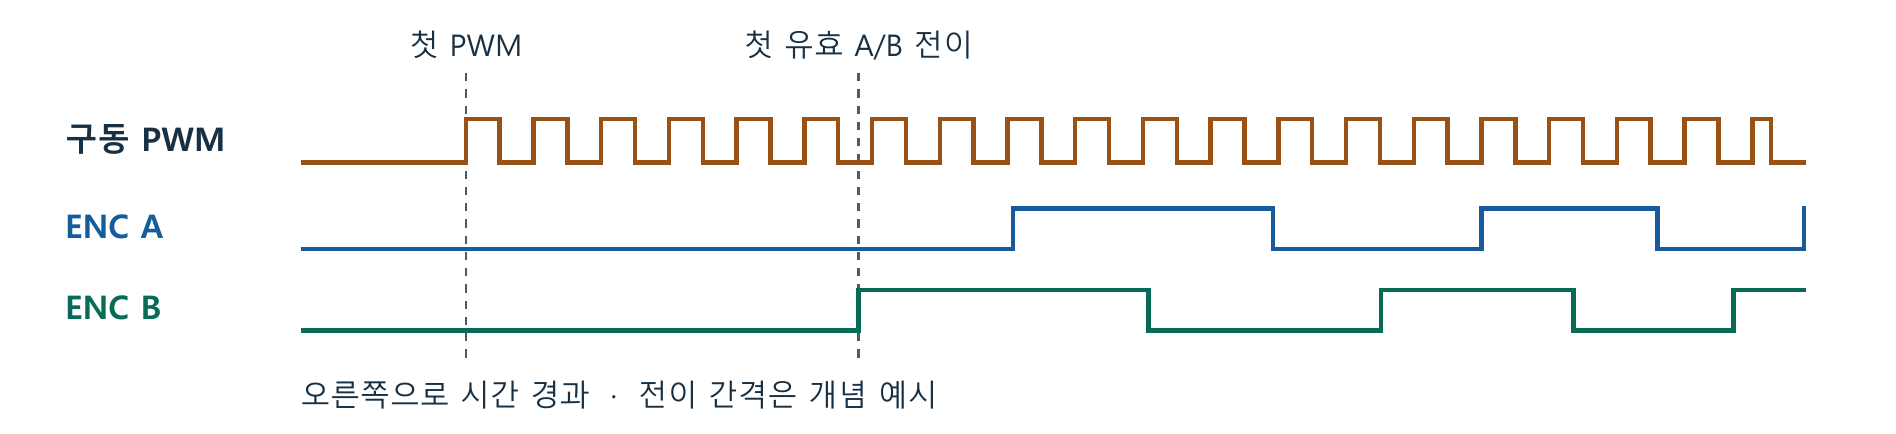 첫 PWM
첫 유효 A/B 전이
구동 PWM
ENC A
ENC B
오른쪽으로 시간 경과 · 전이 간격은 개념 예시